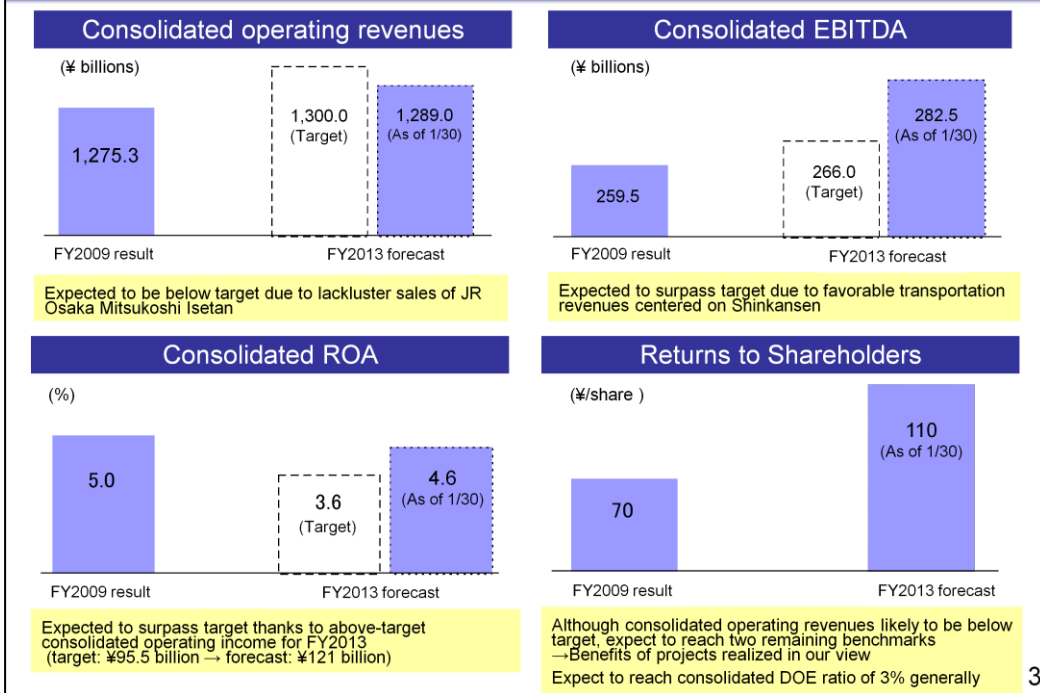 Consolidated operating revenues
(¥ billions)
1,275.3
1,300.0
(Target)
1,289.0
(As of 1/30)
FY2009 result
FY2013 forecast
Expected to be below target due to lackluster sales of JR
Osaka Mitsukoshi Isetan
Consolidated EBITDA
(¥ billions)
259.5
266.0
(Target)
282.5
(As of 1/30)
FY2009 result
FY2013 forecast
Expected to surpass target due to favorable transportation
revenues centered on Shinkansen
Consolidated ROA
(%)
5.0
3.6
(Target)
4.6
(As of 1/30)
FY2009 result
FY2013 forecast
Expected to surpass target thanks to above-target
consolidated operating income for FY2013
(target: ¥95.5 billion → forecast: ¥121 billion)
Returns to Shareholders
(¥/share )
70
110
(As of 1/30)
FY2009 result
FY2013 forecast
Although consolidated operating revenues likely to be below
target, expect to reach two remaining benchmarks
→Benefits of projects realized in our view
Expect to reach consolidated DOE ratio of 3% generally
3